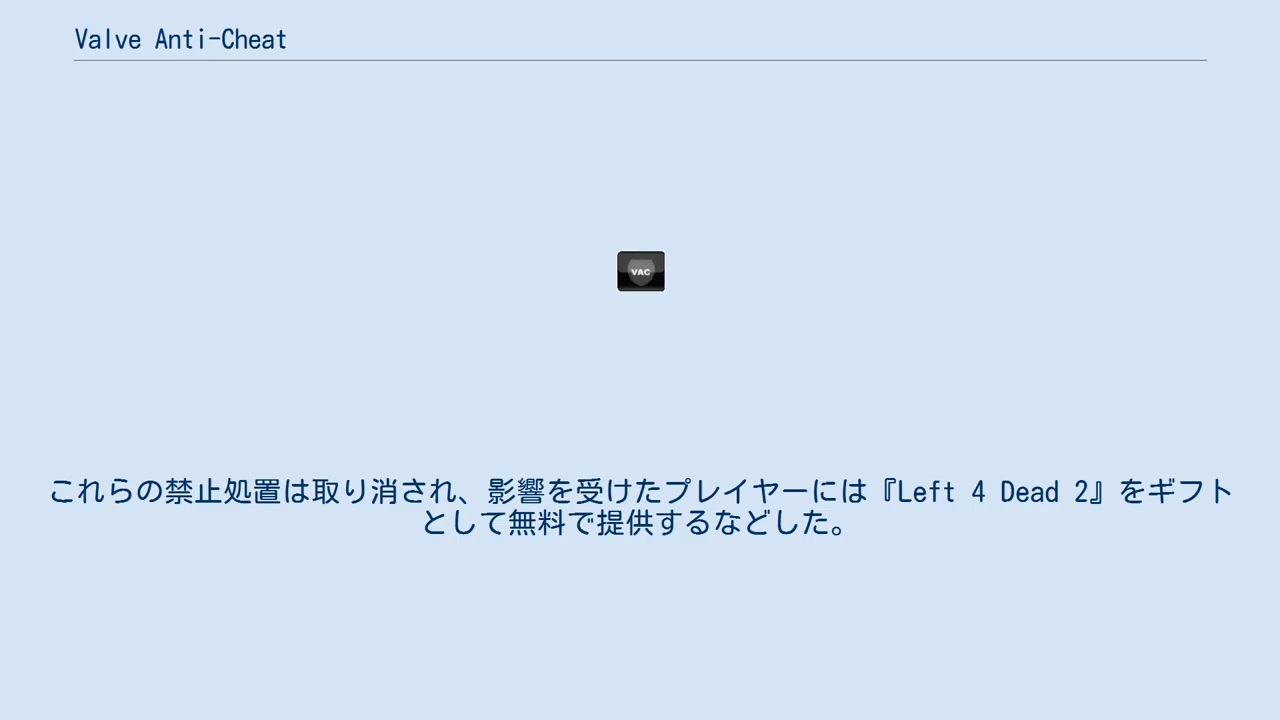 Valve Anti-Cheat
VAC
これらの禁止処置は取り消され、影響を受けたプレイヤーには『Left 4 Dead 2』をギフト
として無料で提供するなどした。